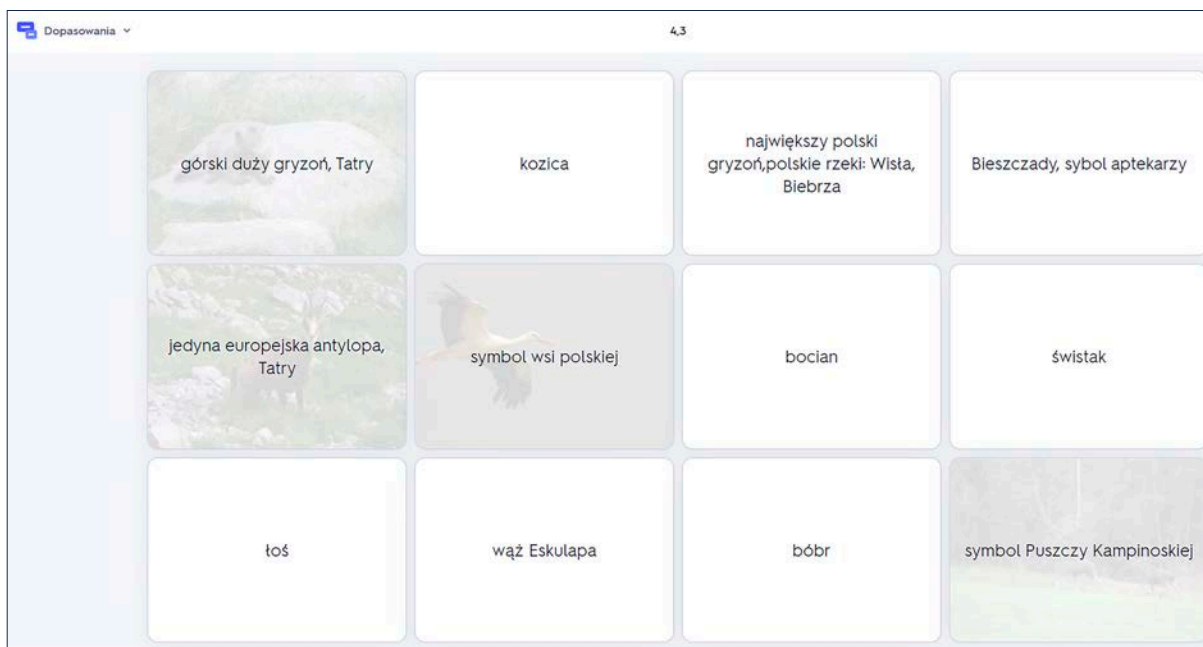 Dopasowania
4,3
górski duży gryzoń, Tatry
kozica
największy polski
gryzoń,polskie rzeki: Wisła,
Biebrza
Bieszczady, sybol aptekarzy
jedyna europejska antylopa,
Tatry
symbol wsi polskiej
bocian
świstak
łoś
wąż Eskulapa
bóbr
symbol Puszczy Kampinoskiej